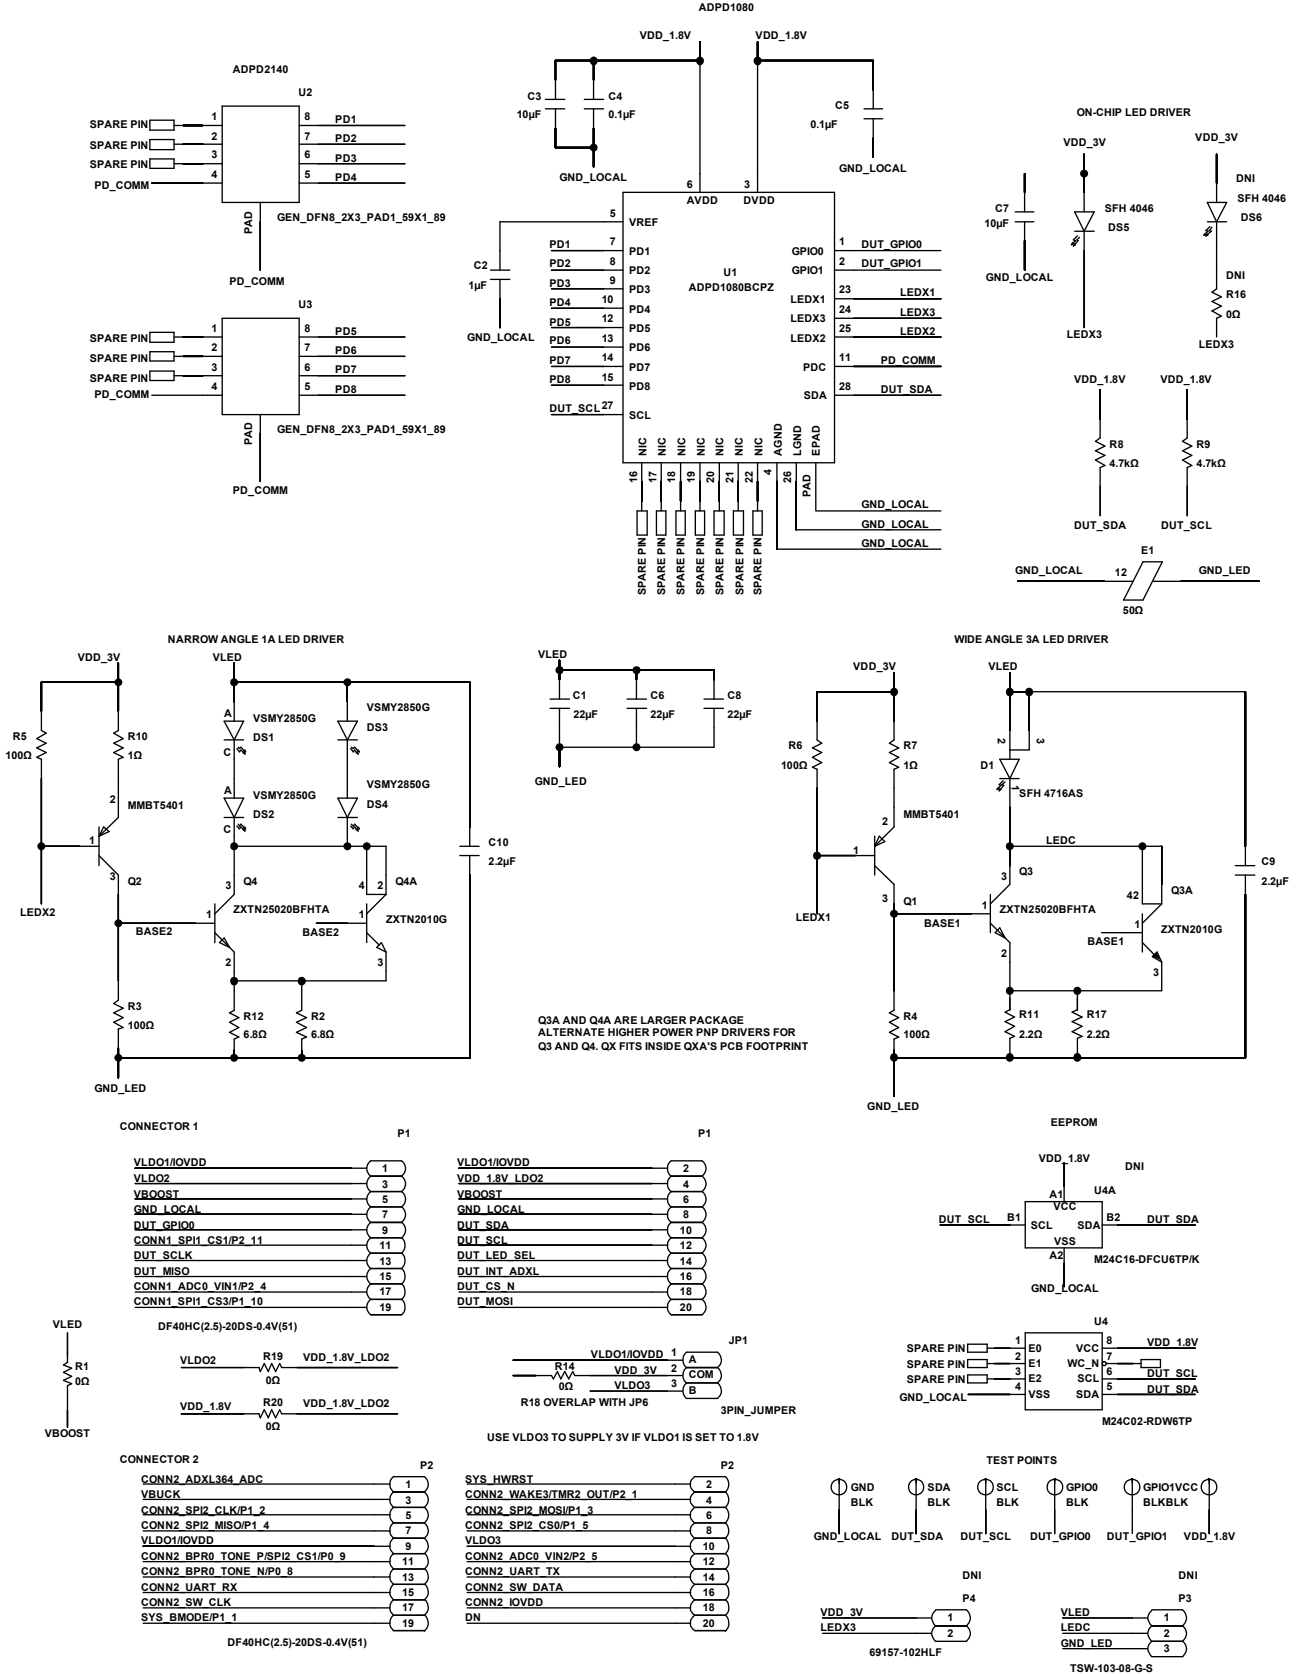 ADPD1080
VDD_1.8V
VDD_1.8V
ADPD2140
U2
SPARE PIN 1
SPARE PIN 2
SPARE PIN 3
PD_COMM 4
8 PD1
7 PD2
6 PD3
5 PD4
PAD
GEN_DFN8_2X3_PAD1_59X1_89
PD_COMM
U3
SPARE PIN 1
SPARE PIN 2
SPARE PIN 3
PD_COMM 4
8 PD5
7 PD6
6 PD7
5 PD8
PAD
GEN_DFN8_2X3_PAD1_59X1_89
PD_COMM
C3
10µF
C4
0.1µF
GND_LOCAL
C5
0.1µF
GND_LOCAL
6
AVDD
3
DVDD
5 VREF
C2
1µF
GND_LOCAL
PD1 7 PD1
PD2 8 PD2
PD3 9 PD3
PD4 10 PD4
PD5 12 PD5
PD6 13 PD6
PD7 14 PD7
PD8 15 PD8
DUT_SCL 27 SCL
U1
ADPD1080BCPZ
GPIO0 1 DUT_GPIO0
GPIO1 2 DUT_GPIO1
LEDX1 23 LEDX1
LEDX3 24 LEDX3
LEDX2 25 LEDX2
PDC 11 PD_COMM
SDA 28 DUT_SDA
NIC NIC NIC NIC NIC NIC NIC AGND LGND EPAD
16 17 18 19 20 21 22 4 26 PAD
SPARE PIN SPARE PIN SPARE PIN SPARE PIN SPARE PIN SPARE PIN SPARE PIN
GND_LOCAL
GND_LOCAL
GND_LOCAL
ON-CHIP LED DRIVER
VDD_3V
VDD_3V
C7
10µF
GND_LOCAL
SFH 4046
DS5
LEDX3
DNI
SFH 4046
DS6
DNI
R16
0Ω
LEDX3
VDD_1.8V
R8
4.7kΩ
DUT_SDA
VDD_1.8V
R9
4.7kΩ
DUT_SCL
E1
GND_LOCAL 12 GND_LED
50Ω
NARROW ANGLE 1A LED DRIVER
VDD_3V
VLED
R5
100Ω
R10
1Ω
A
VSMY2850G
DS1
C
VSMY2850G
DS3
A
VSMY2850G
DS2
C
VSMY2850G
DS4
2
MMBT5401
1
3
Q2
LEDX2
C10
2.2µF
3
Q4
1
ZXTN25020BFHTA
BASE2
2
4 2
Q4A
1
BASE2
ZXTN2010G
3
R3
100Ω
R12
6.8Ω
R2
6.8Ω
GND_LED
VLED
C1
22µF
C6
22µF
C8
22µF
GND_LED
Q3A AND Q4A ARE LARGER PACKAGE
ALTERNATE HIGHER POWER PNP DRIVERS FOR
Q3 AND Q4. QX FITS INSIDE QXA'S PCB FOOTPRINT
WIDE ANGLE 3A LED DRIVER
VDD_3V
VLED
R6
100Ω
R7
1Ω
2
3
D1
1
SFH 4716AS
2
MMBT5401
1
3
Q1
LEDX1
LEDC
C9
2.2µF
3
Q3
1
ZXTN25020BFHTA
BASE1
2
42
Q3A
1
BASE1
ZXTN2010G
3
R4
100Ω
R11
2.2Ω
R17
2.2Ω
GND_LED
CONNECTOR 1
P1
VLDO1/IOVDD 1
VLDO2 3
VBOOST 5
GND_LOCAL 7
DUT_GPIO0 9
CONN1_SPI1_CS1/P2_11 11
DUT_SCLK 13
DUT_MISO 15
CONN1_ADC0_VIN1/P2_4 17
CONN1_SPI1_CS3/P1_10 19
DF40HC(2.5)-20DS-0.4V(51)
P1
VLDO1/IOVDD 2
VDD_1.8V_LDO2 4
VBOOST 6
GND_LOCAL 8
DUT_SDA 10
DUT_SCL 12
DUT_LED_SEL 14
DUT_INT_ADXL 16
DUT_CS_N 18
DUT_MOSI 20
EEPROM
VDD_1.8V
DNI
A1
U4A
VCC
DUT_SCL B1 SCL
SDA B2 DUT_SDA
VSS
A2
M24C16-DFCU6TP/K
GND_LOCAL
VLED
R1
0Ω
VBOOST
VLDO2 R19 VDD_1.8V_LDO2
0Ω
VDD_1.8V R20 VDD_1.8V_LDO2
0Ω
JP1
VLDO1/IOVDD 1 A
R14 VDD_3V 2 COM
0Ω VLDO3 3 B
R18 OVERLAP WITH JP6
3PIN_JUMPER
USE VLDO3 TO SUPPLY 3V IF VLDO1 IS SET TO 1.8V
U4
SPARE PIN 1 E0
SPARE PIN 2 E1
SPARE PIN 3 E2
GND_LOCAL 4 VSS
VCC 8 VDD_1.8V
WC_N 7
SCL 6 DUT_SCL
SDA 5 DUT_SDA
M24C02-RDW6TP
CONNECTOR 2
P2
CONN2_ADXL364_ADC 1
VBUCK 3
CONN2_SPI2_CLK/P1_2 5
CONN2_SPI2_MISO/P1_4 7
VLDO1/IOVDD 9
CONN2_BPR0_TONE_P/SPI2_CS1/P0_9 11
CONN2_BPR0_TONE_N/P0_8 13
CONN2_UART_RX 15
CONN2_SW_CLK 17
SYS_BMODE/P1_1 19
DF40HC(2.5)-20DS-0.4V(51)
P2
SYS_HWRST 2
CONN2_WAKE3/TMR2_OUT/P2_1 4
CONN2_SPI2_MOSI/P1_3 6
CONN2_SPI2_CS0/P1_5 8
VLDO3 10
CONN2_ADC0_VIN2/P2_5 12
CONN2_UART_TX 14
CONN2_SW_DATA 16
CONN2_IOVDD 18
DN 20
TEST POINTS
GND SDA SCL GPIO0 GPIO1VCC
BLK BLK BLK BLK BLKBLK
GND_LOCAL DUT_SDA DUT_SCL DUT_GPIO0 DUT_GPIO1 VDD_1.8V
DNI
P4
VDD_3V 1
LEDX3 2
69157-102HLF
DNI
P3
VLED 1
LEDC 2
GND_LED 3
TSW-103-08-G-S